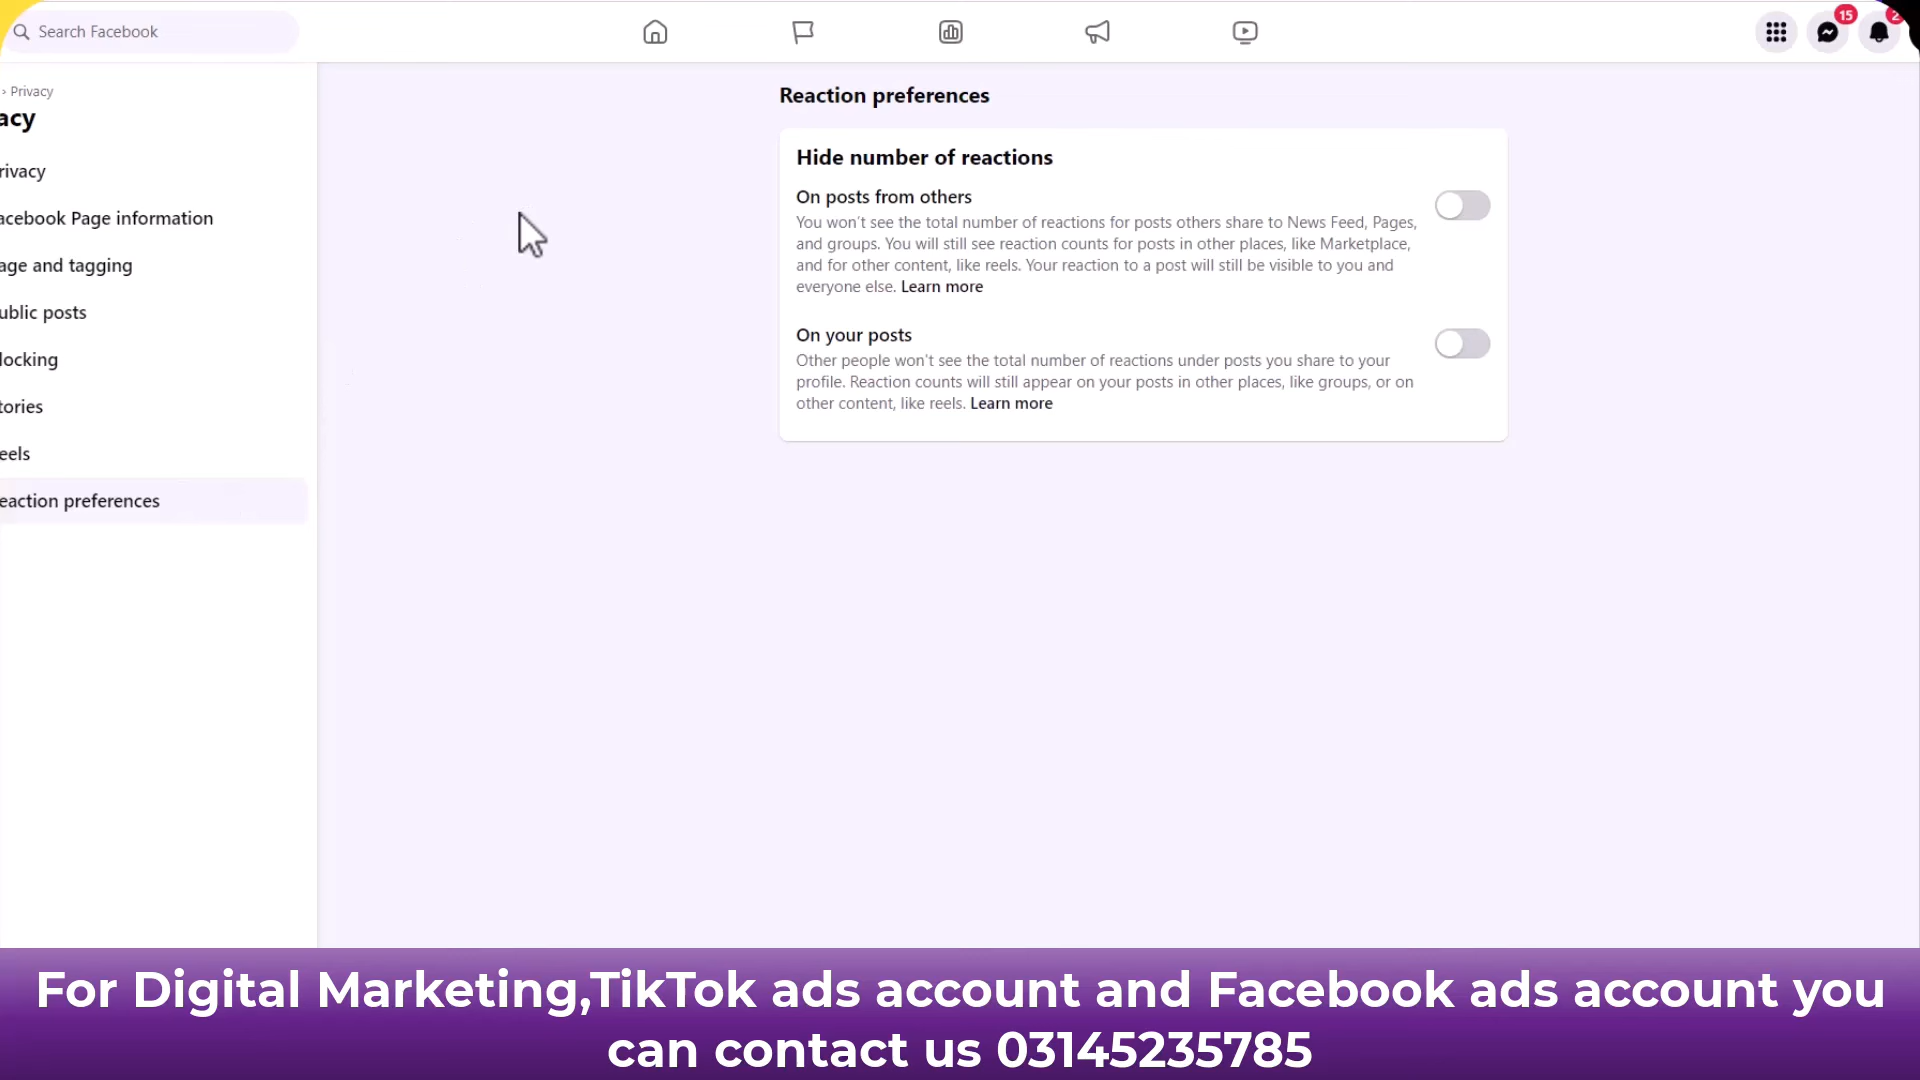 Search Facebook
15
2
› Privacy
acy
rivacy
acebook Page information
age and tagging
ublic posts
locking
tories
eels
eaction preferences
Reaction preferences
Hide number of reactions
On posts from others
You won't see the total number of reactions for posts others share to News Feed, Pages,
and groups. You will still see reaction counts for posts in other places, like Marketplace,
and for other content, like reels. Your reaction to a post will still be visible to you and
everyone else. Learn more
On your posts
Other people won't see the total number of reactions under posts you share to your
profile. Reaction counts will still appear on your posts in other places, like groups, or on
other content, like reels. Learn more
For Digital Marketing,TikTok ads account and Facebook ads account you
can contact us 03145235785